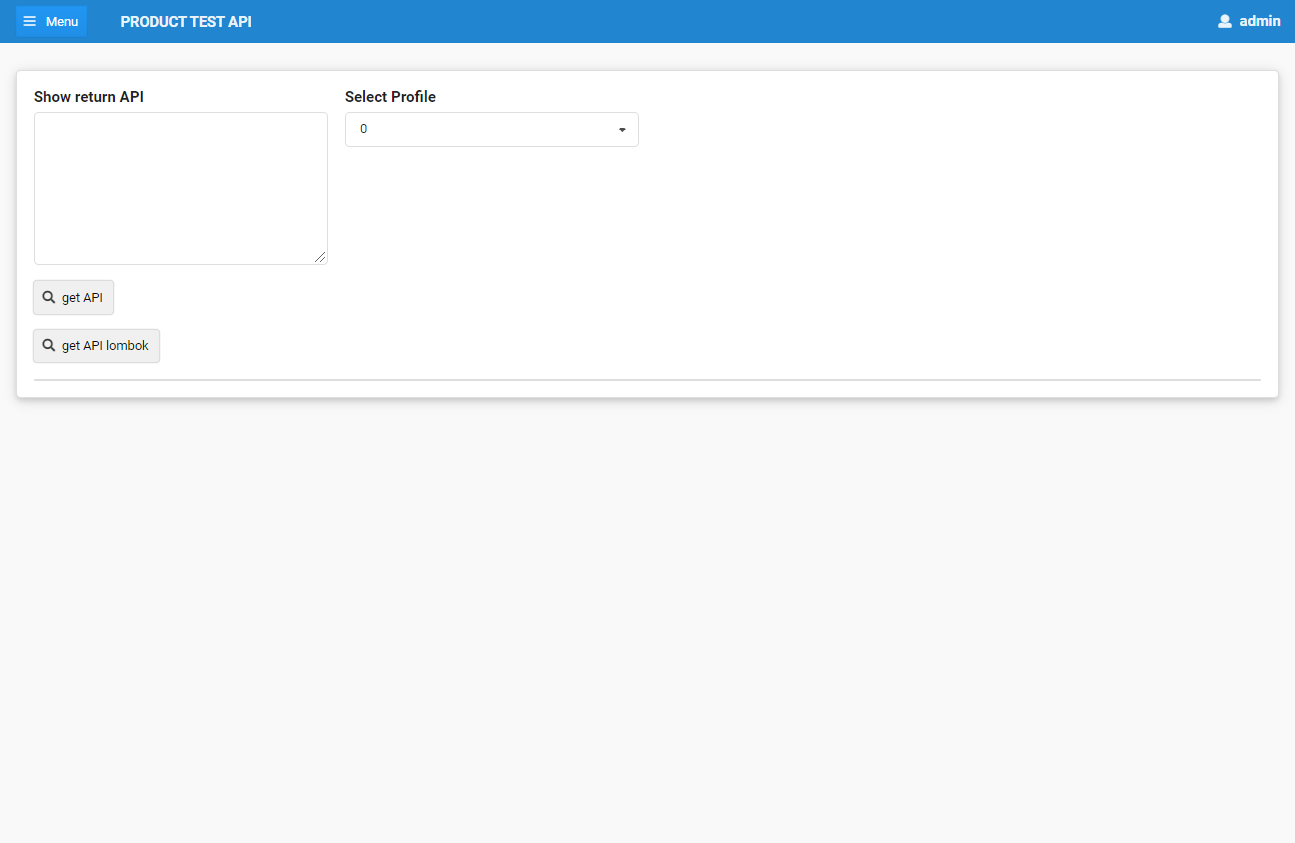 Menu
PRODUCT TEST API
admin
Show return API
Select Profile
0
get API
get API lombok